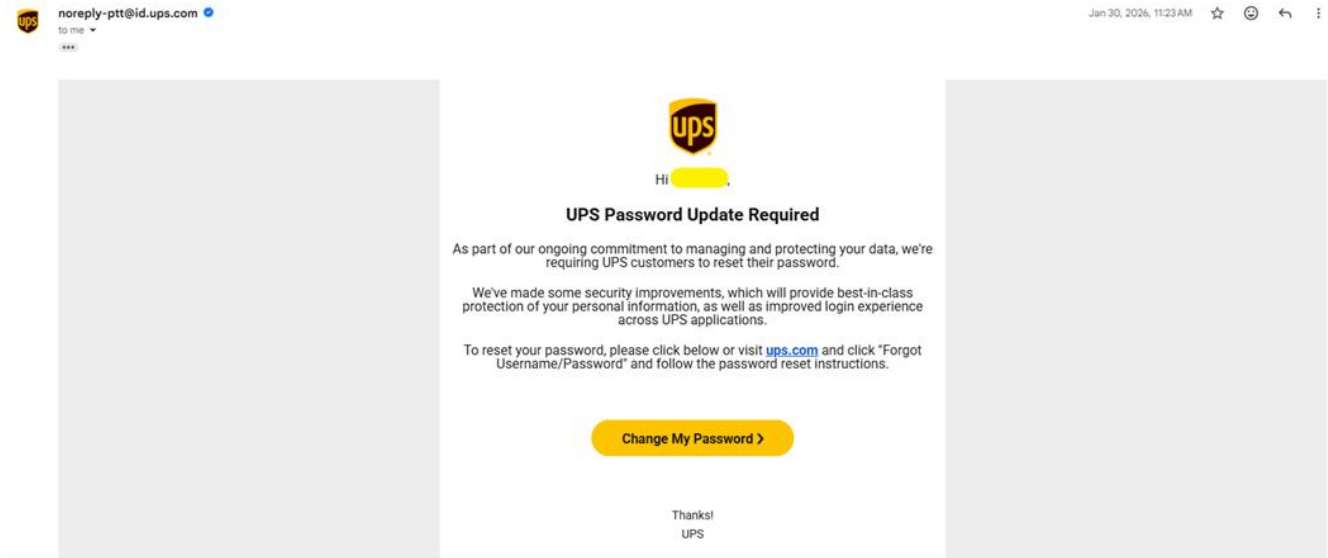 ups
noreply-ptt@id.ups.com
Jan 30, 2026, 11:23 AM
to me
ups
Hi ,
UPS Password Update Required
As part of our ongoing commitment to managing and protecting your data, we're
requiring UPS customers to reset their password.
We've made some security improvements, which will provide best-in-class
protection of your personal information, as well as improved login experience
across UPS applications.
To reset your password, please click below or visit ups.com and click "Forgot
Username/Password" and follow the password reset instructions.
Change My Password >
Thanks!
UPS